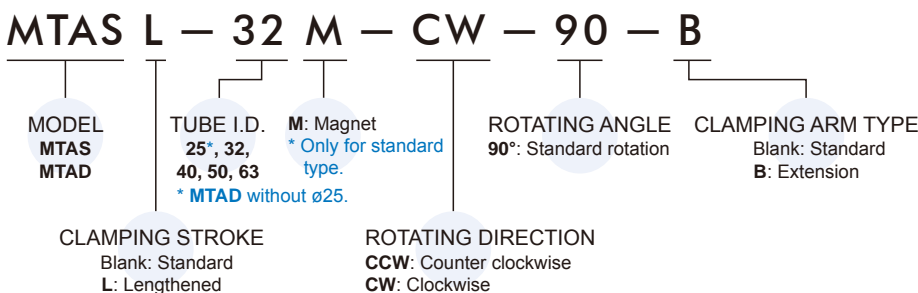 MTAS L – 32 M – CW – 90 – B
MODEL
MTAS
MTAD
TUBE I.D.
25*, 32,
40, 50, 63
* MTAD without ø25.
M: Magnet
* Only for standard
type.
ROTATING ANGLE
90°: Standard rotation
CLAMPING ARM TYPE
Blank: Standard
B: Extension
CLAMPING STROKE
Blank: Standard
L: Lengthened
ROTATING DIRECTION
CCW: Counter clockwise
CW: Clockwise